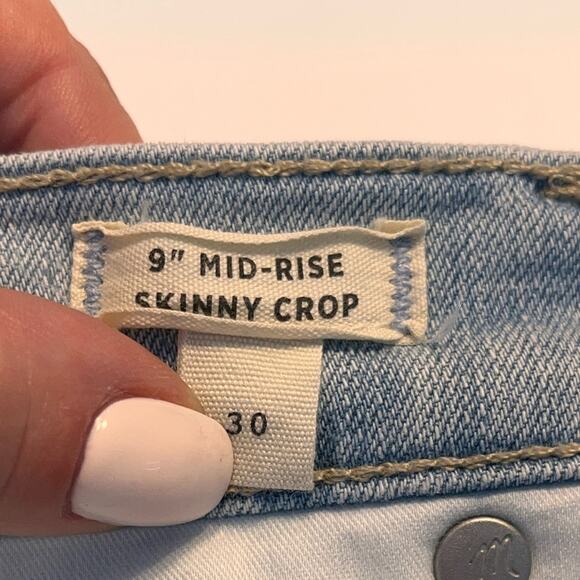 9" MID-RISE
SKINNY CROP
30
m